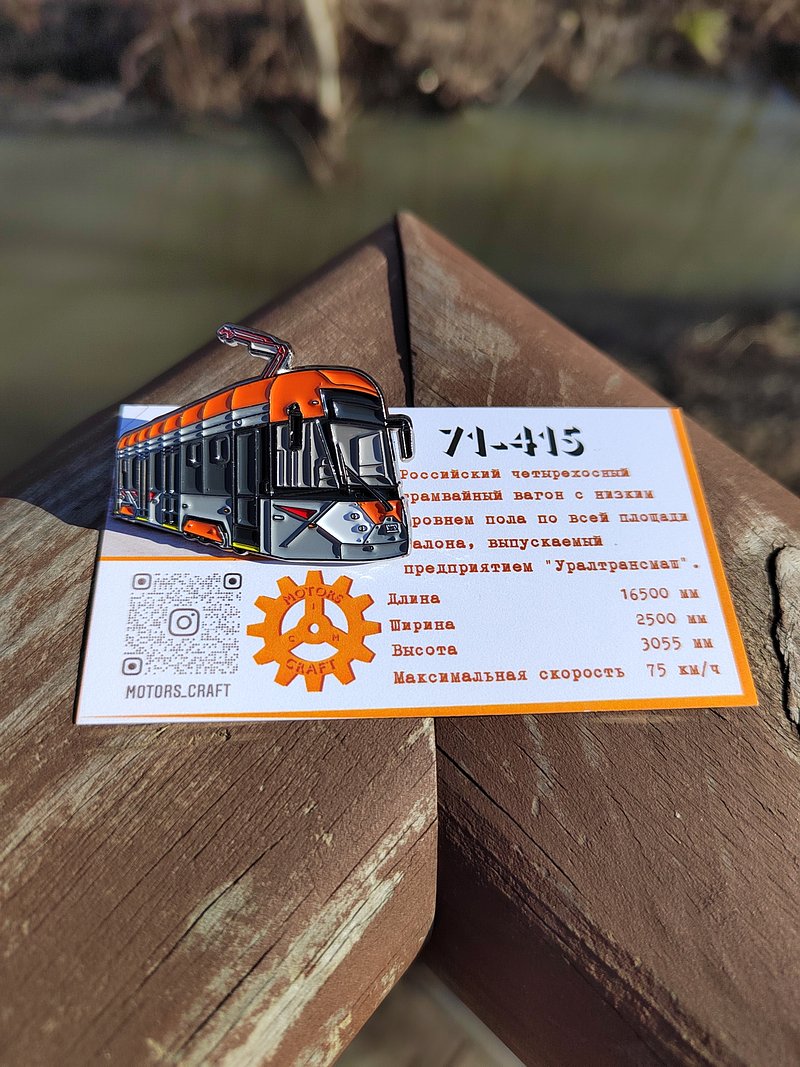 71-415
Российский четырехосный
трамвайный вагон с низким
уровнем пола по всей площади
салона, выпускаемый
предприятием "Уралтрансмаш".
Длина 16500 мм
Ширина 2500 мм
Высота 3055 мм
Максимальная скорость 75 км/ч
MOTORS
I
C M
CRAFT
MOTORS_CRAFT